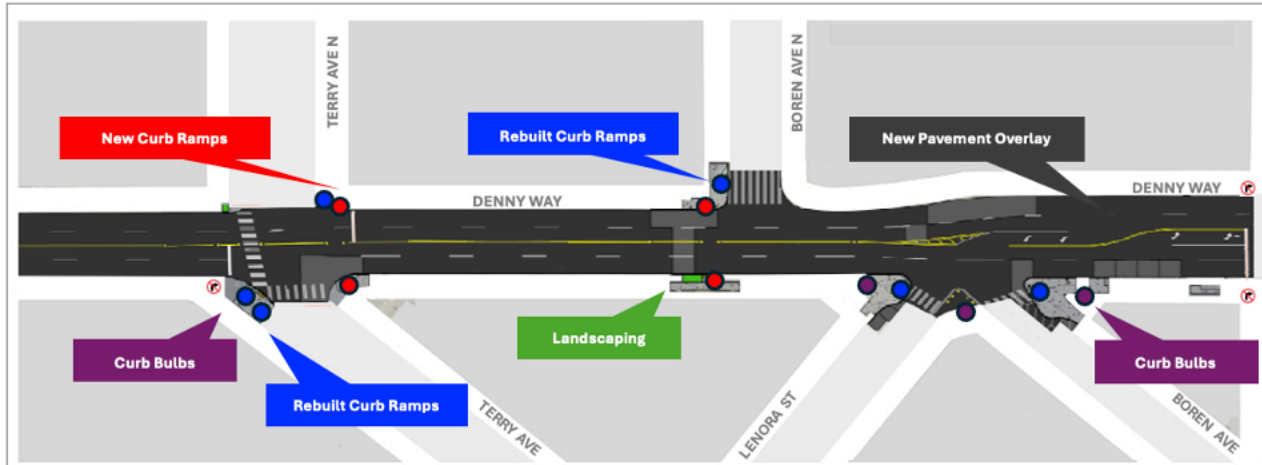 TERRY AVE N
BOREN AVE N
New Curb Ramps
Rebuilt Curb Ramps
New Pavement Overlay
DENNY WAY
DENNY WAY
Landscaping
Curb Bulbs
Curb Bulbs
Rebuilt Curb Ramps
TERRY AVE
LENORA ST
BOREN AVE